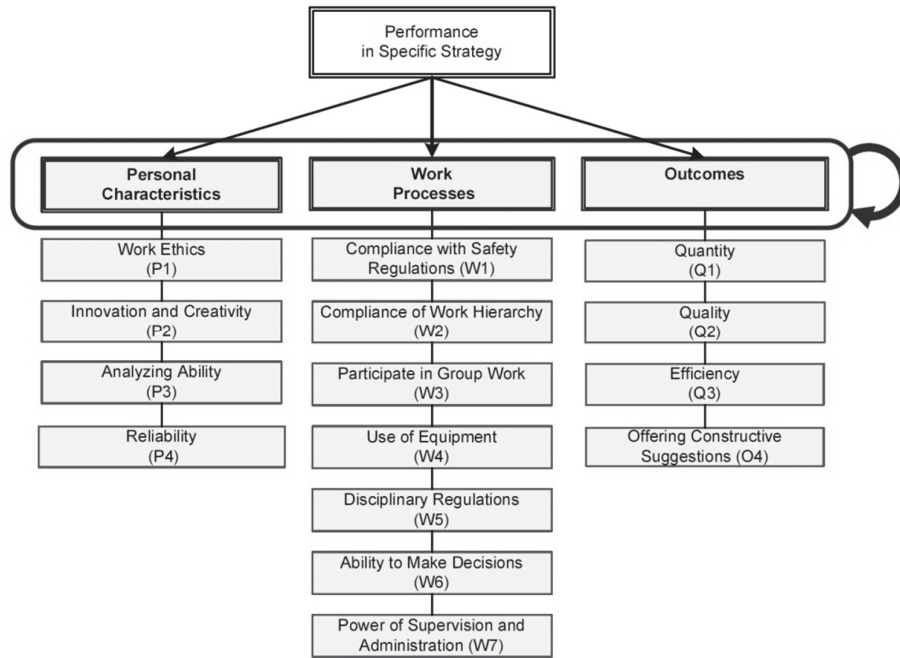 Performance
in Specific Strategy
Personal
Characteristics
Work
Processes
Outcomes
Work Ethics
(P1)
Innovation and Creativity
(P2)
Analyzing Ability
(P3)
Reliability
(P4)
Compliance with Safety
Regulations (W1)
Compliance of Work Hierarchy
(W2)
Participate in Group Work
(W3)
Use of Equipment
(W4)
Disciplinary Regulations
(W5)
Ability to Make Decisions
(W6)
Power of Supervision and
Administration (W7)
Quantity
(Q1)
Quality
(Q2)
Efficiency
(Q3)
Offering Constructive
Suggestions (O4)